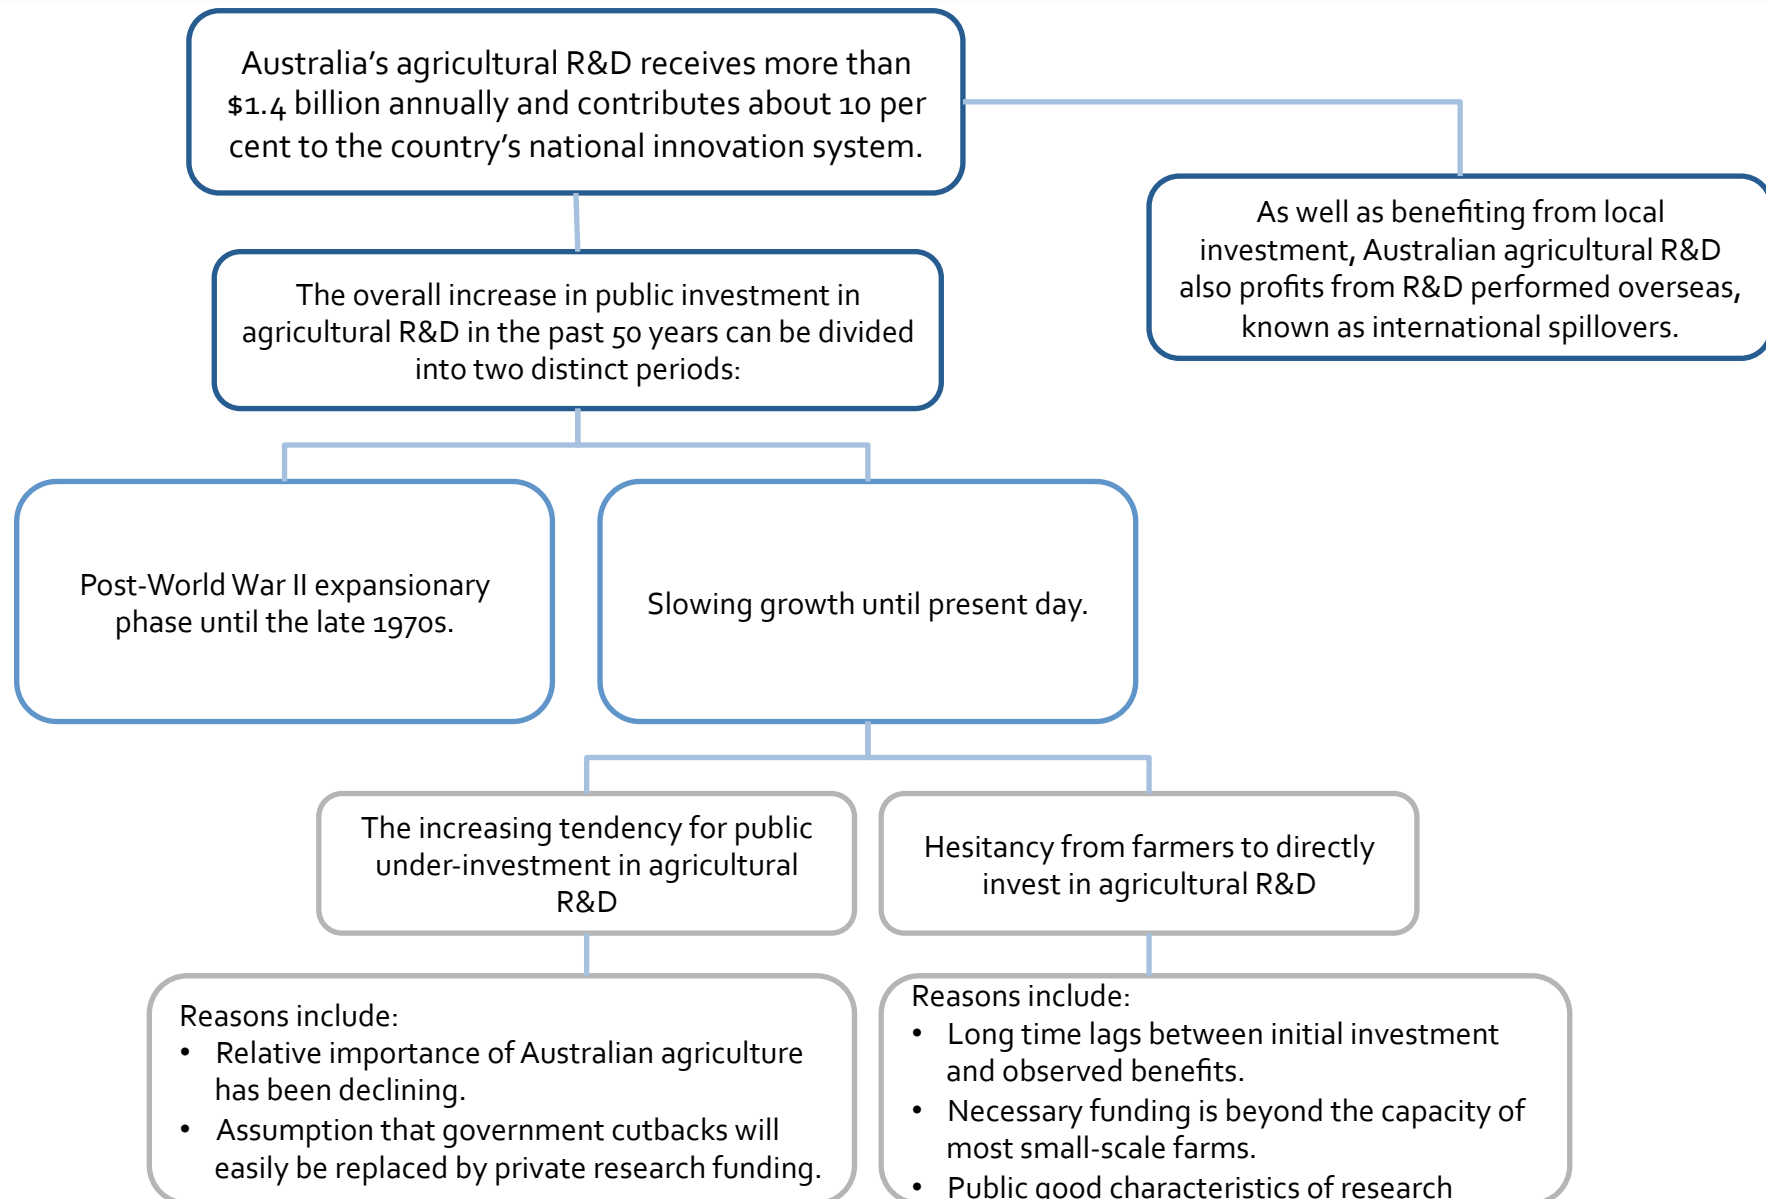 Australia’s agricultural R&D receives more than
$1.4 billion annually and contributes about 10 per
cent to the country’s national innovation system.
As well as benefiting from local
investment, Australian agricultural R&D
also profits from R&D performed overseas,
known as international spillovers.
The overall increase in public investment in
agricultural R&D in the past 50 years can be divided
into two distinct periods:
Post-World War II expansionary
phase until the late 1970s.
Slowing growth until present day.
The increasing tendency for public
under-investment in agricultural
R&D
Hesitancy from farmers to directly
invest in agricultural R&D
Reasons include:
• Relative importance of Australian agriculture
has been declining.
• Assumption that government cutbacks will
easily be replaced by private research funding.
Reasons include:
• Long time lags between initial investment
and observed benefits.
• Necessary funding is beyond the capacity of
most small-scale farms.
• Public good characteristics of research